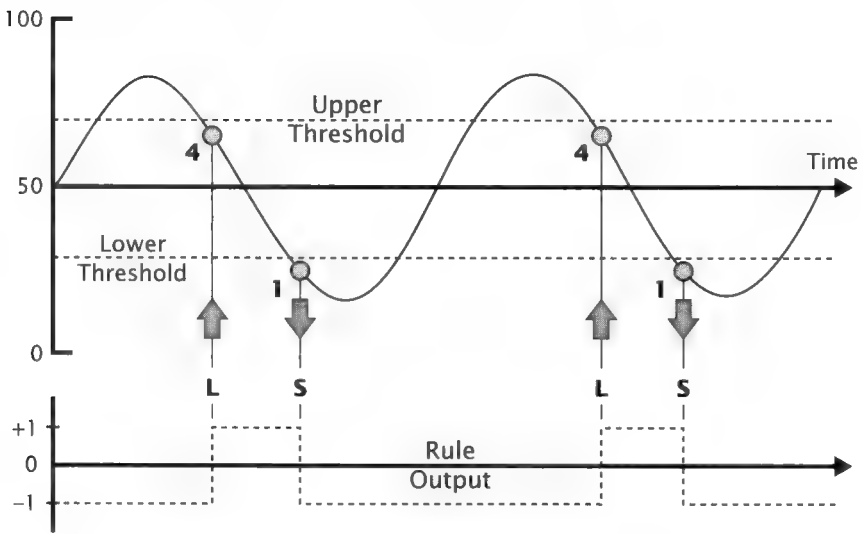 100
Upper
Threshold
4
4
Time
50
Lower
Threshold
1
1
0
L
S
L
S
+1
Rule
0
Output
−1